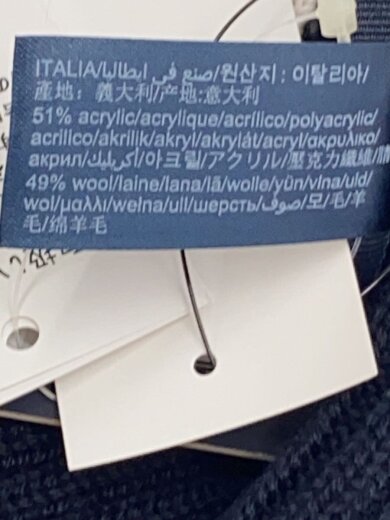 ITALIA/صنع في ايطاليا/원산지: 이탈리아/
產地: 義大利/产地:意大利
51% acrylic/acrylique/acrílico/polyacrylic/
acrilico/akrilik/akryl/akrylát/acryl/ακρυλικο/
акрил/أكريليك/아크릴/アクリル/壓克力纖維/腈
49% wool/laine/lana/lã/wolle/yün/vlna/uld/
wol/μαλλι/welna/ull/шерсть/صوف/모/毛/羊
毛/绵羊毛